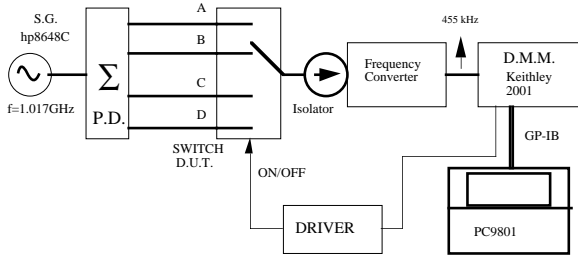 S.G.
hp8648C
f=1.017GHz
Σ
P.D.
A
B
C
D
SWITCH
D.U.T.
ON/OFF
Isolator
Frequency
Converter
455 kHz
D.M.M.
Keithley
2001
GP-IB
DRIVER
PC9801